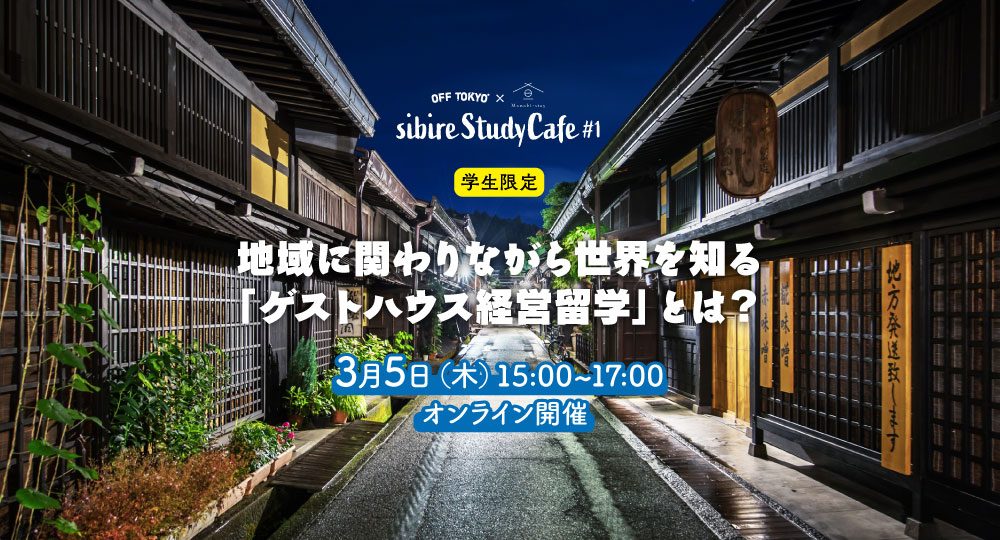 OFF TOKYO × Manabi-stay
sibire StudyCafe #1
学生限定
地域に関わりながら世界を知る
「ゲストハウス経営留学」とは？
3月5日（木）15:00~17:00
オンライン開催
赤味噌
糀味噌
地方発送致します